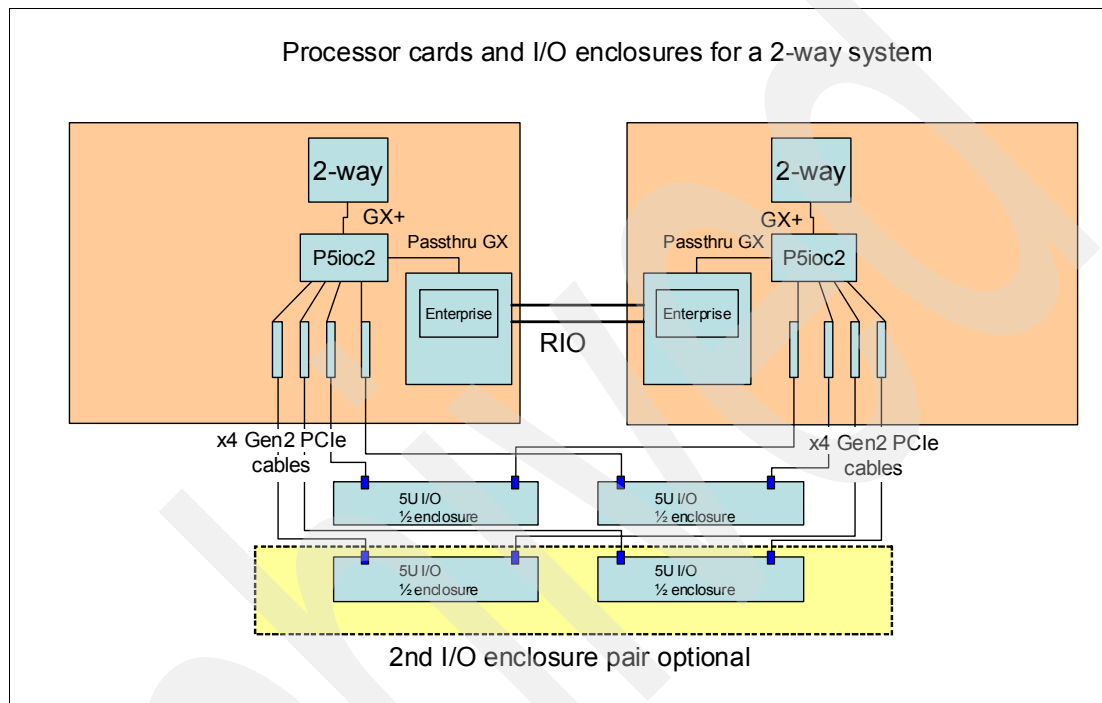 Processor cards and I/O enclosures for a 2-way system
2-way
GX+
P5ioc2
Passthru GX
Enterprise
2-way
GX+
Passthru GX
P5ioc2
Enterprise
RIO
x4 Gen2 PCIe
cables
x4 Gen2 PCIe
cables
5U I/O
½ enclosure
5U I/O
½ enclosure
5U I/O
½ enclosure
5U I/O
½ enclosure
2nd I/O enclosure pair optional